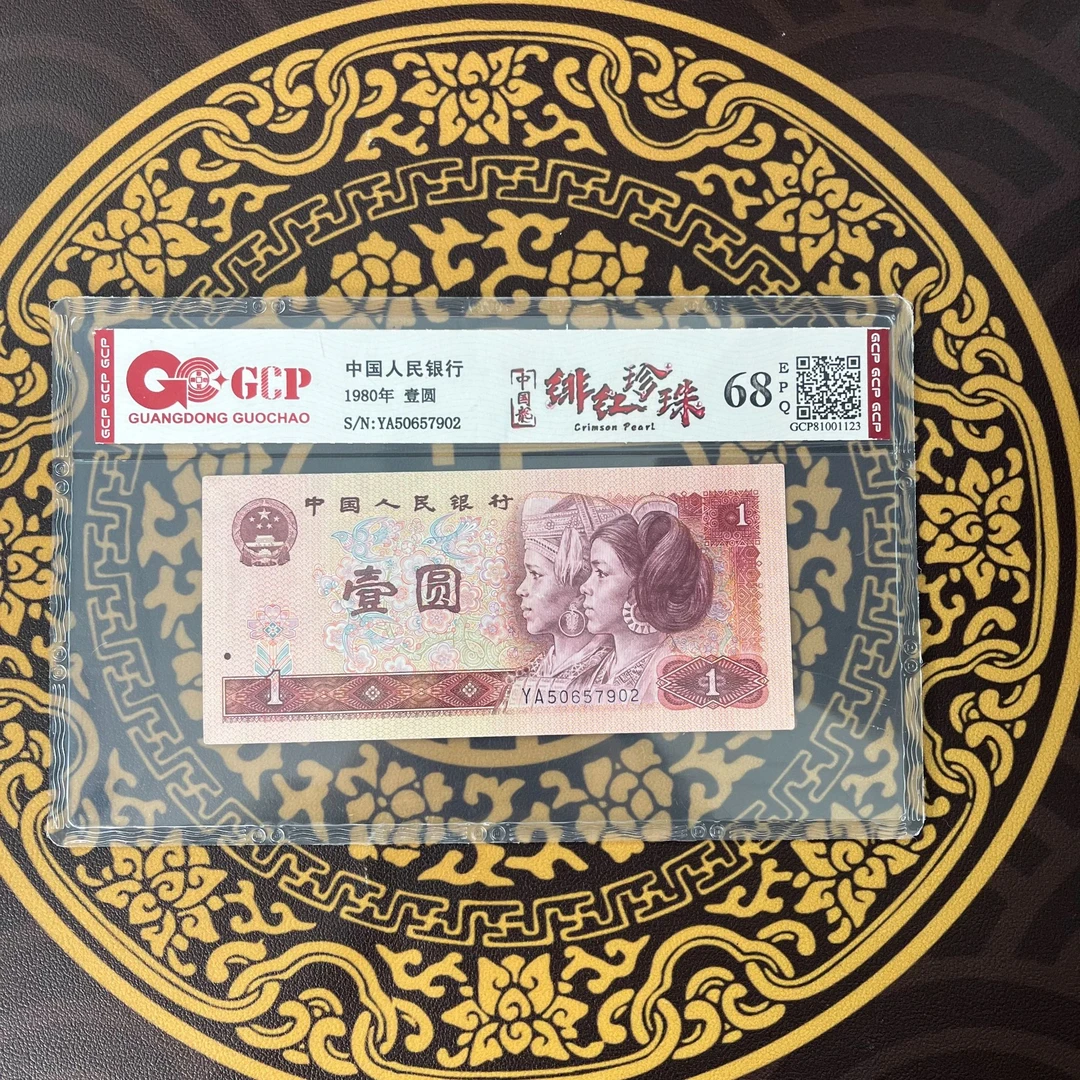 GCP GCP GCP
GCP
GUANGDONG GUOCHAO
中国人民银行
1980年 壹圆
S/N:YA50657902
中国龙
绯红珍珠
Crimson Pearl
68
EPQ
GCP81001123
GCP GCP GCP
中国人民银行
1
壹圆
1
YA50657902
1